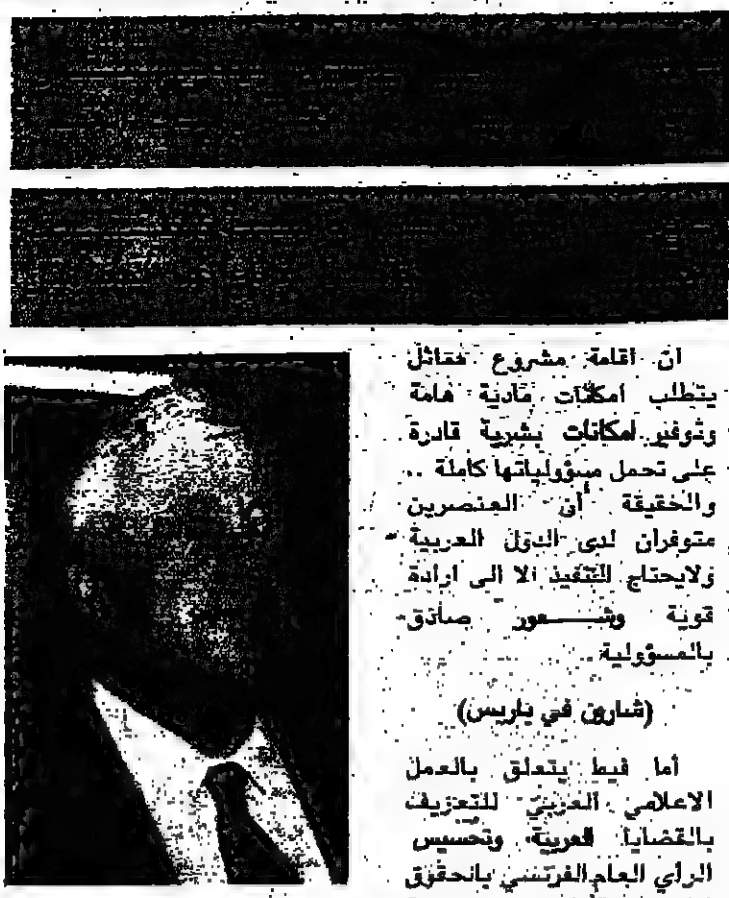 ان اقامة مشروع مماثل
يتطلب امكانات مادية هامة
وتوفير امكانات بشرية قادرة
على تحمل مسؤولياتها كاملة ..
والحقيقة أن العنصرين
متوفران لدى الدول العربية
ولايحتاج التنفيذ الا الى ارادة
قوية وشعور صادق
بالمسؤولية
(شارون في باريس)
أما فيما يتعلق بالعمل
الاعلامي العربي للتعريف
بالقضايا العربية وتحسيس
الرأي العام الفرنسي بالحقوق